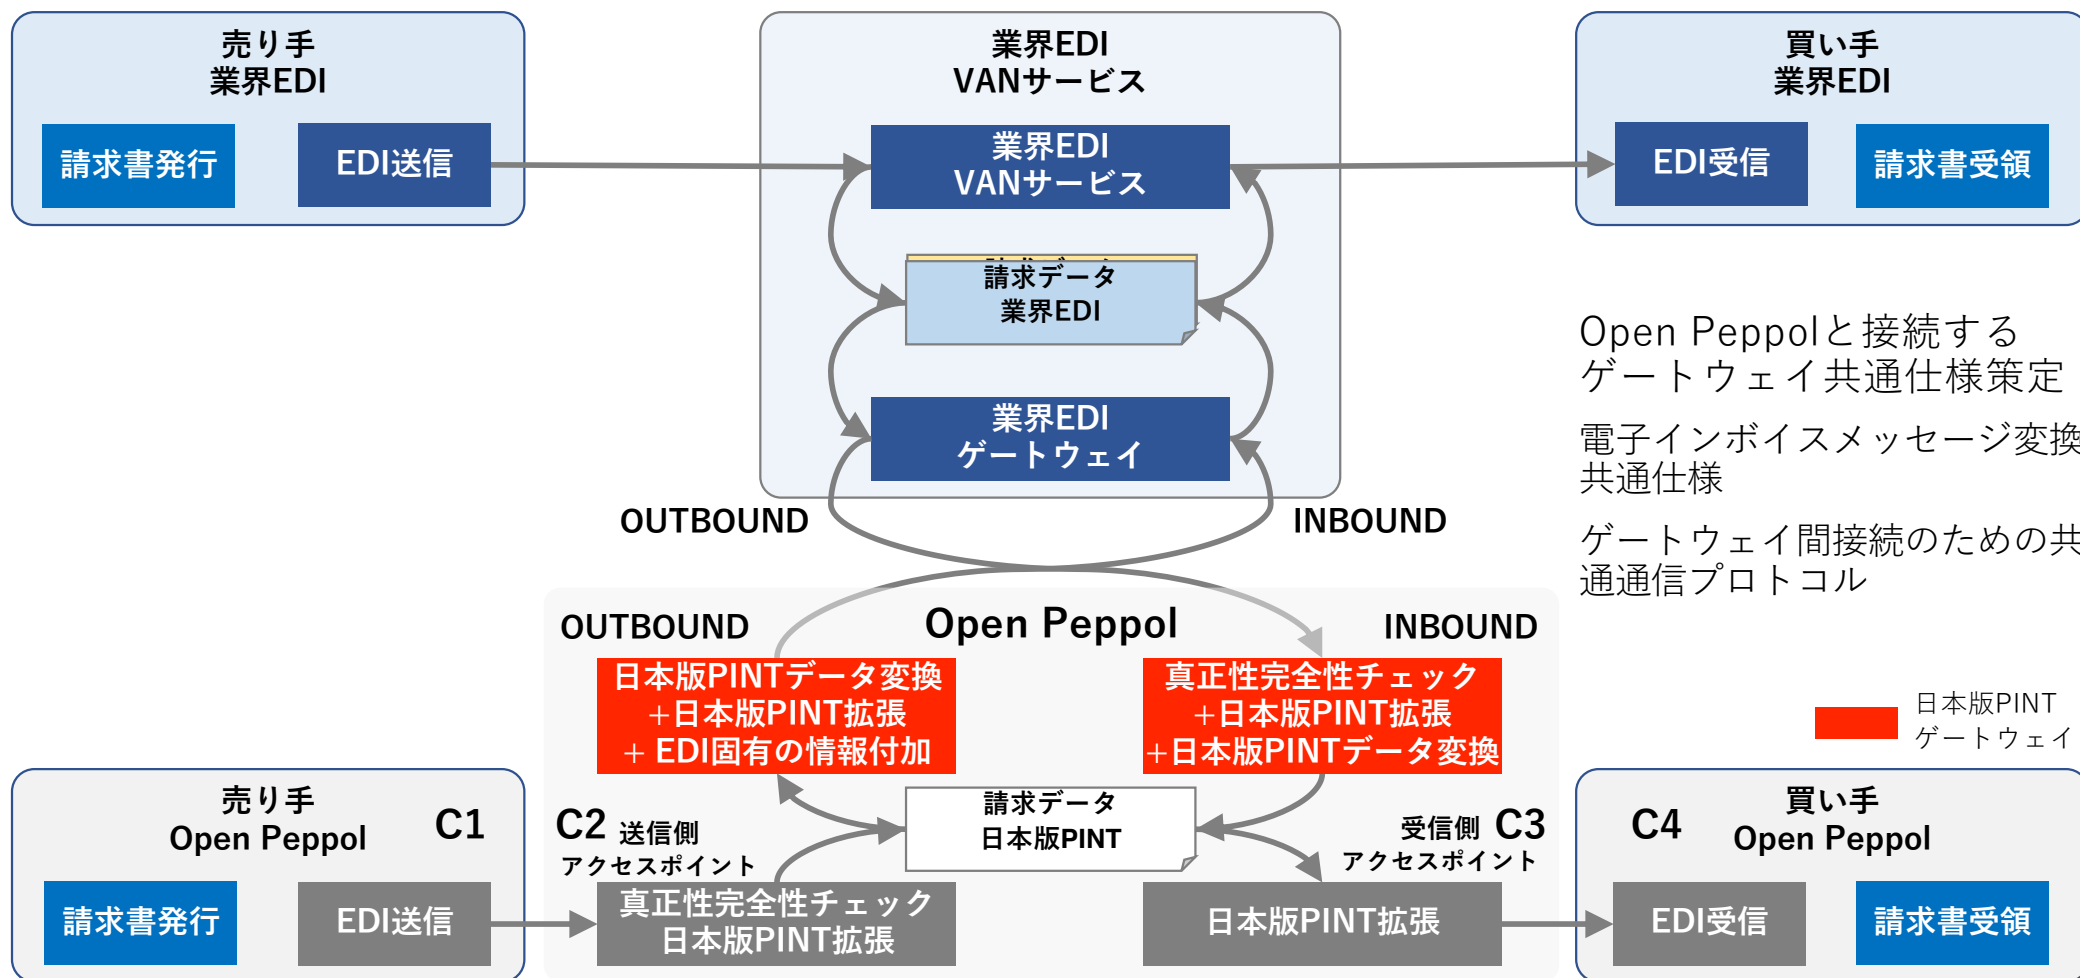 売り手
業界EDI
請求書発行
EDI送信
業界EDI
VANサービス
業界EDI
VANサービス
請求データ
業界EDI
業界EDI
ゲートウェイ
買い手
業界EDI
EDI受信
請求書受領
Open Peppolと接続する
ゲートウェイ共通仕様策定
電子インボイスメッセージ変換
共通仕様
ゲートウェイ間接続のための共
通通信プロトコル
OUTBOUND
INBOUND
OUTBOUND
Open Peppol
INBOUND
日本版PINTデータ変換
+日本版PINT拡張
+ EDI固有の情報付加
真正性完全性チェック
+日本版PINT拡張
+日本版PINTデータ変換
日本版PINT
ゲートウェイ
売り手
Open Peppol
C1
請求書発行
EDI送信
C2 送信側
アクセスポイント
請求データ
日本版PINT
受信側 C3
アクセスポイント
真正性完全性チェック
日本版PINT拡張
日本版PINT拡張
C4
買い手
Open Peppol
EDI受信
請求書受領